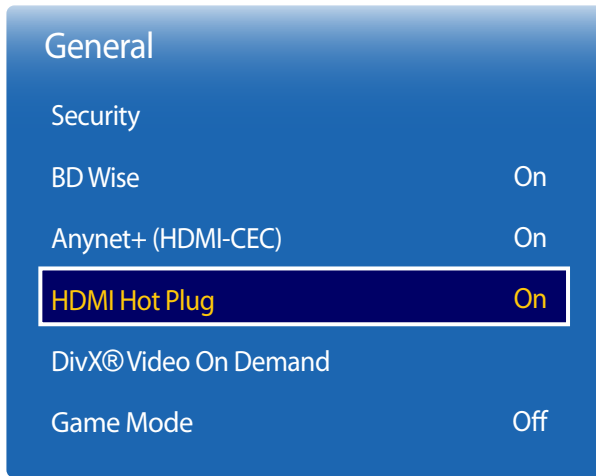 General
Security
BD Wise On
Anynet+ (HDMI-CEC) On
HDMI Hot Plug On
DivX® Video On Demand
Game Mode Off